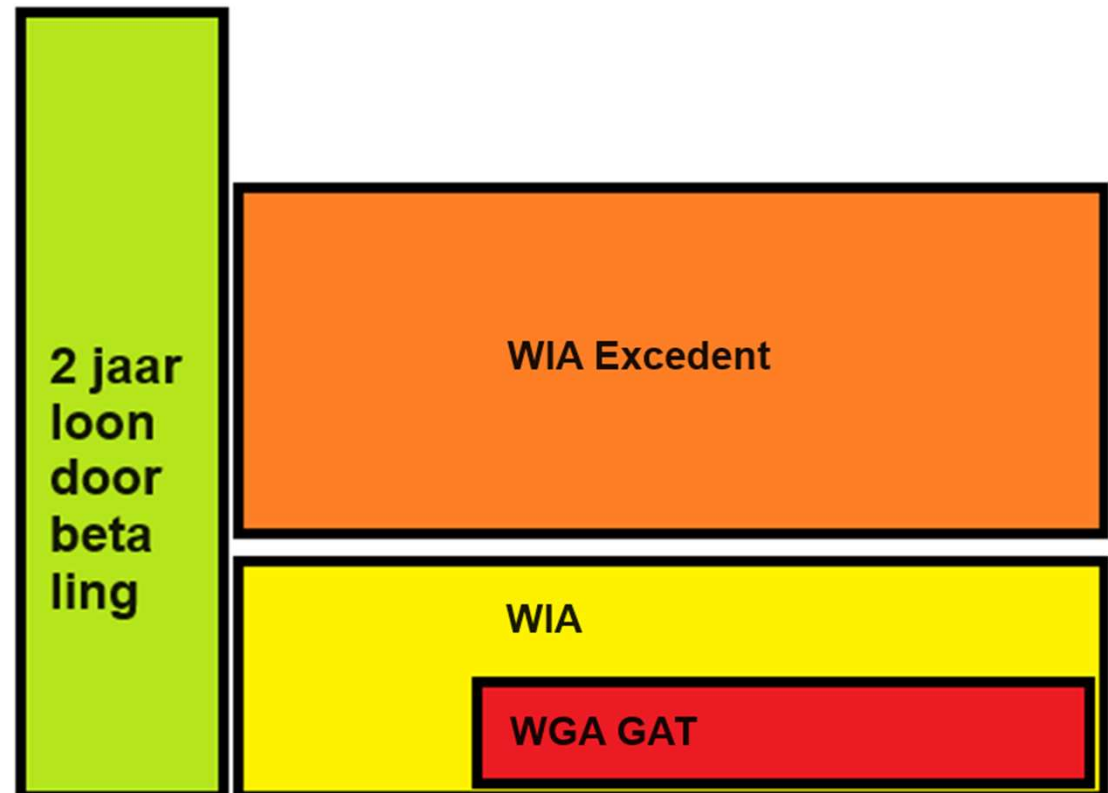 2 jaar
loon
door
beta
ling
WIA Excedent
WIA
WGA GAT